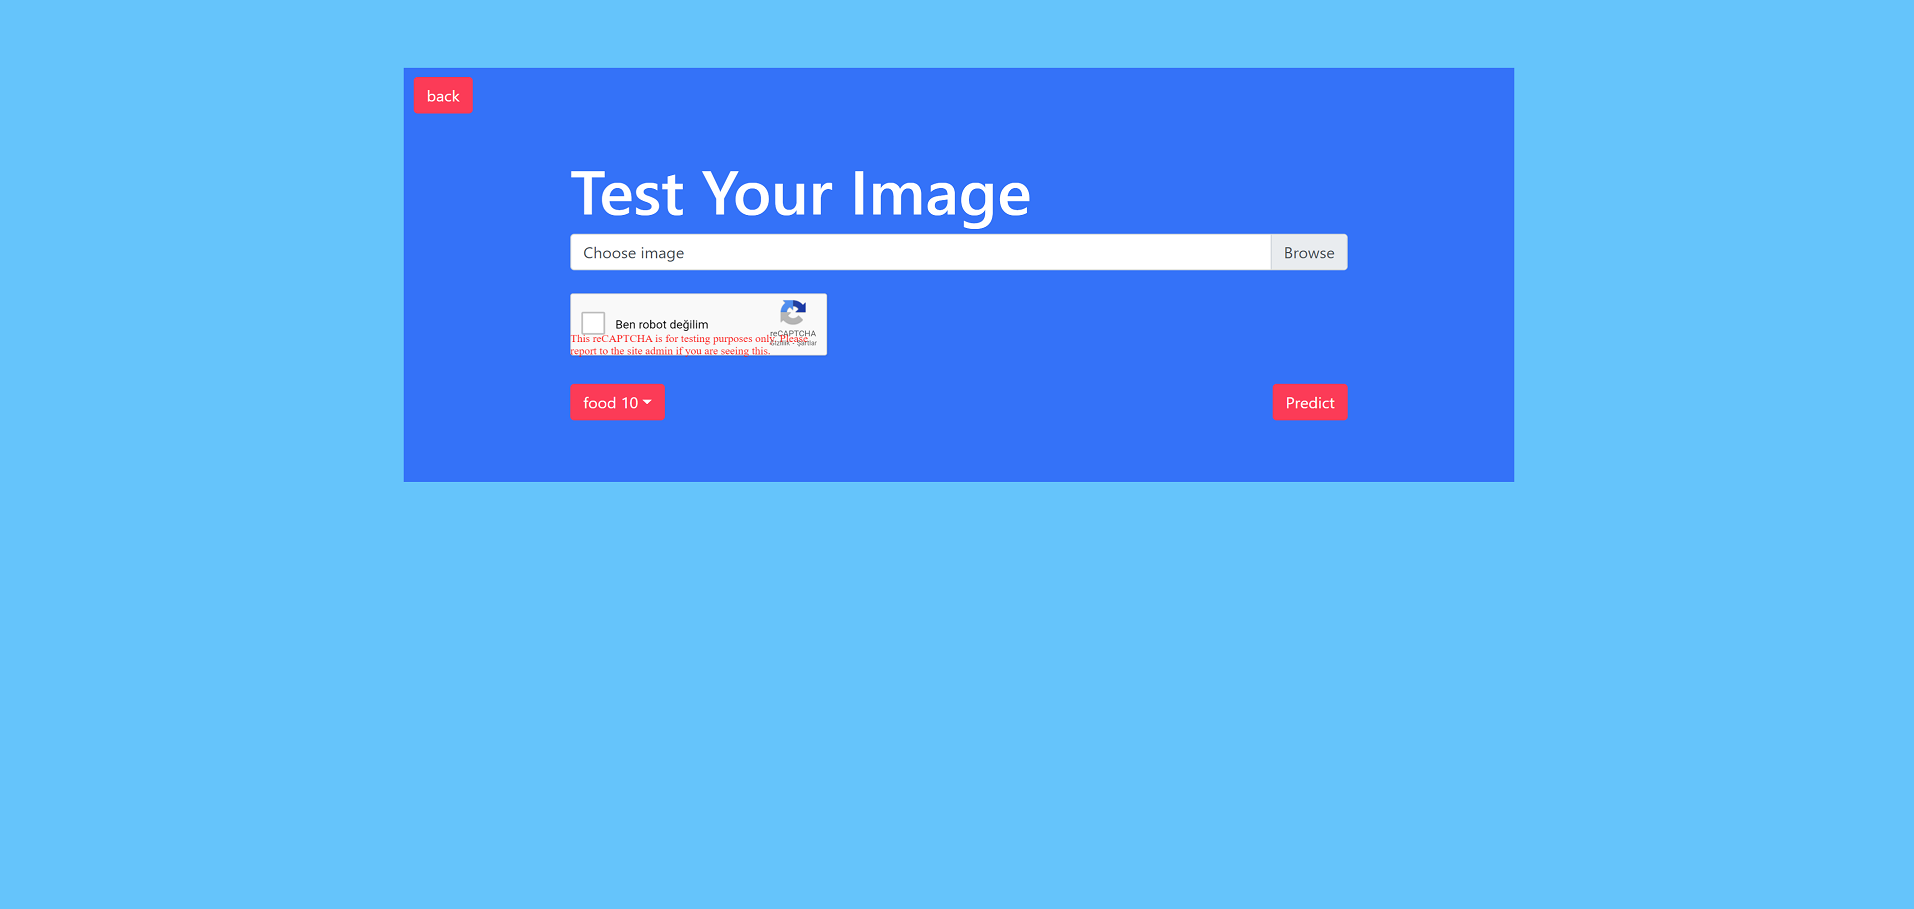 back
Test Your Image
Choose image
Browse
Ben robot değilim
reCAPTCHA
Gizlilik - Şartlar
This reCAPTCHA is for testing purposes only. Please
report to the site admin if you are seeing this.
food 10
Predict